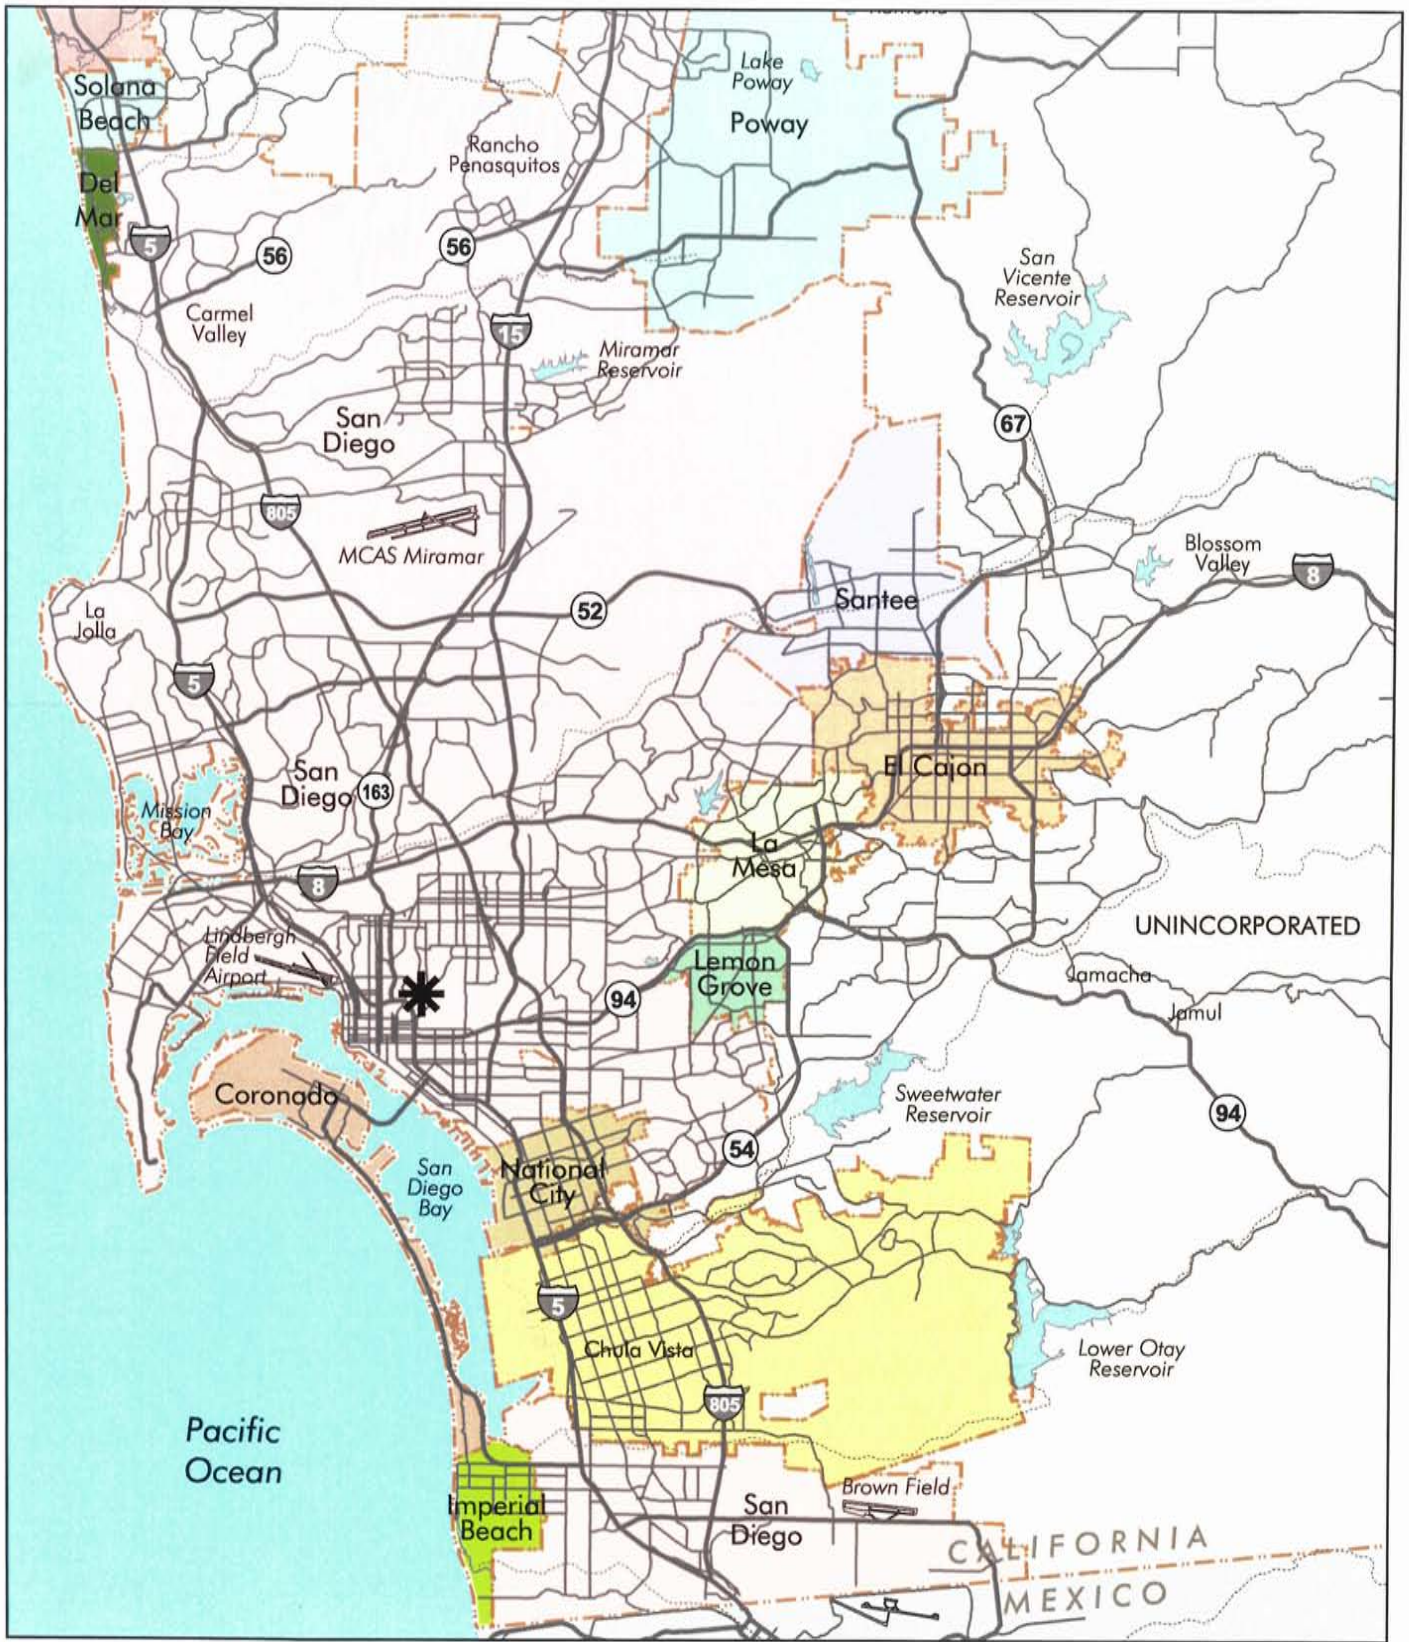 Solana
Beach
Lake
Poway
Poway
Rancho
Penasquitos
Del
Mar
5
56
56
Carmel
Valley
15
San
Vicente
Reservoir
Miramar
Reservoir
San
Diego
67
805
MCAS Miramar
Blossom
Valley
8
La
Jolla
52
Santee
5
San
Diego
163
El Cajon
Mission
Bay
La
Mesa
8
UNINCORPORATED
Lindbergh
Field
Airport
Lemon
Grove
94
Jamacha
Jamul
Coronado
Sweetwater
Reservoir
94
54
San
Diego
Bay
National
City
5
Chula Vista
Lower Otay
Reservoir
805
Pacific
Ocean
Imperial
Beach
San
Diego
Brown Field
CALIFORNIA
MEXICO